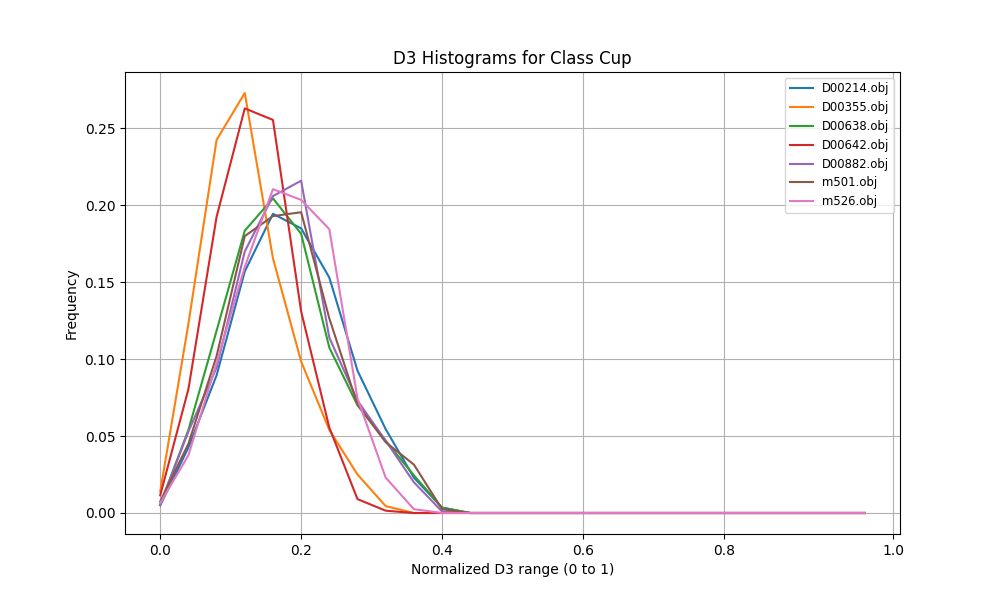 D3 Histograms for Class Cup
D00214.obj
D00355.obj
D00638.obj
D00642.obj
D00882.obj
m501.obj
m526.obj
Frequency
0.25
0.20
0.15
0.10
0.05
0.00
0.0 0.2 0.4 0.6 0.8 1.0
Normalized D3 range (0 to 1)